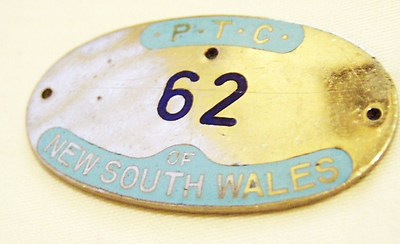 P·T·C·
62
OF
NEW SOUTH WALES